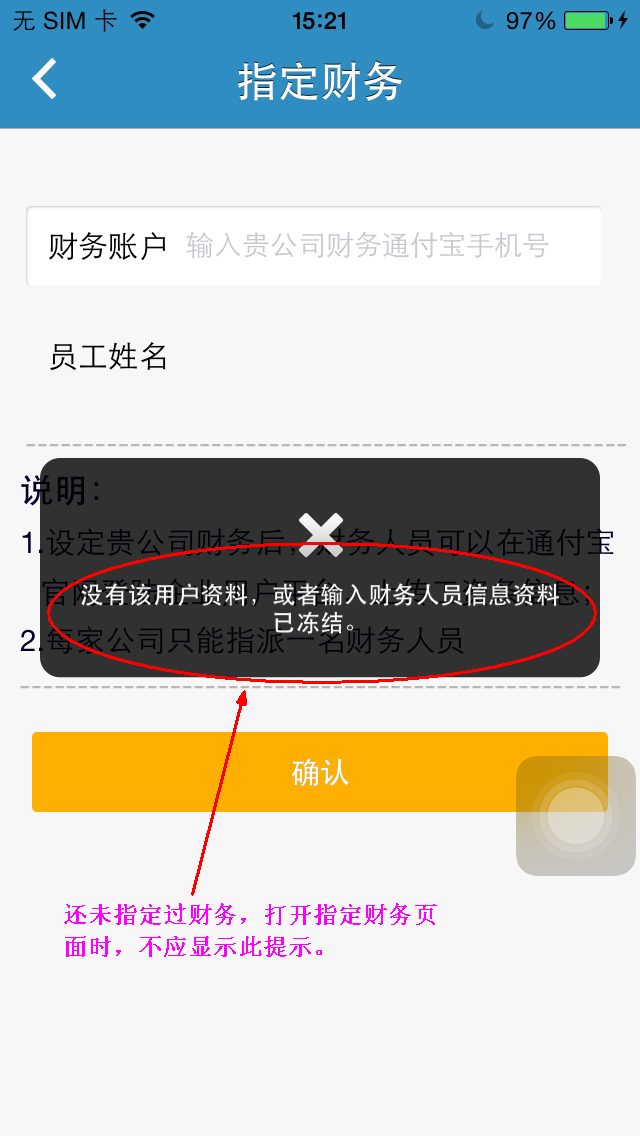 无 SIM 卡 15:21 97%
指定财务
财务账户 输入贵公司财务通付宝手机号
员工姓名
说明：
1.设定贵公司财务后，财务人员可以在通付宝
没有该用户资料，或者输入财务人员信息资料
已冻结。
2.每家公司只能指派一名财务人员
确认
还未指定过财务，打开指定财务页
面时，不应显示此提示。